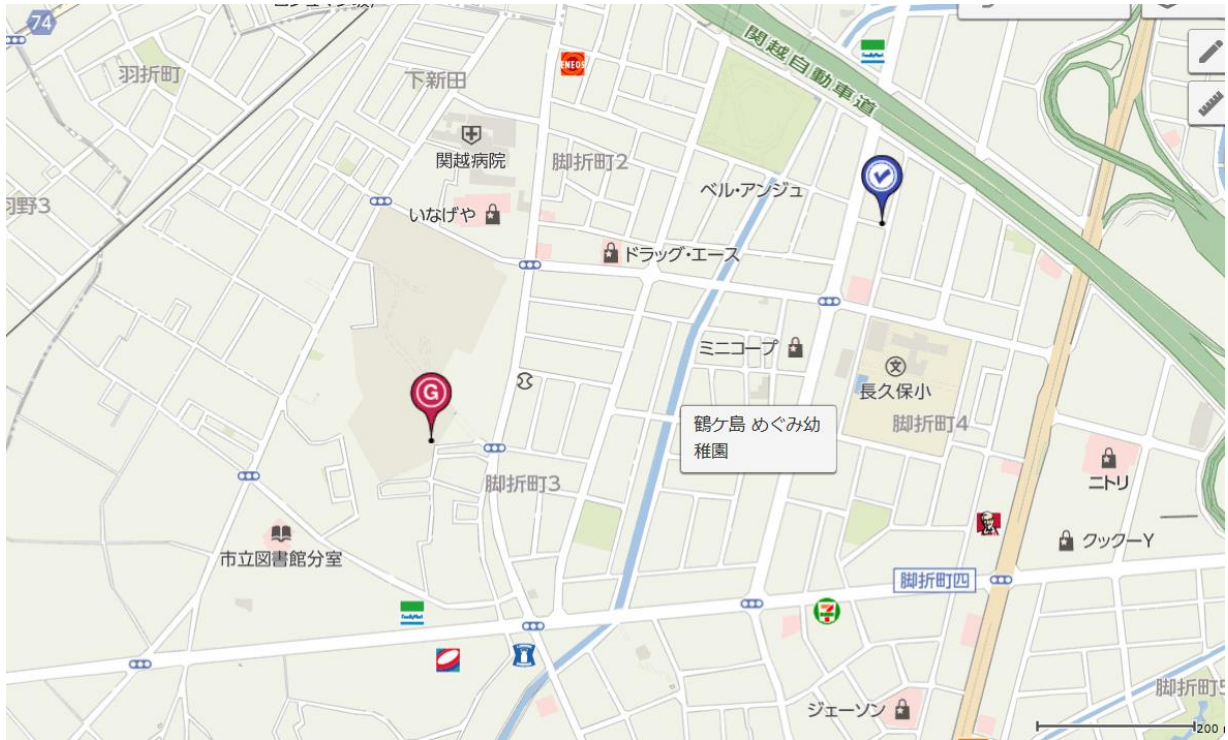 74
羽折町
下新田
ENEOS
関越自動車道
FamilyMart
関越病院
脚折町2
ベル・アンジュ
羽野3
いなげや
ドラッグ・エース
ミニコープ
文
長久保小
G
脚折町4
鶴ケ島 めぐみ幼
稚園
脚折町3
ニトリ
市立図書館分室
クックーY
脚折町四
FamilyMart
7
ジェーソン
脚折町5
200